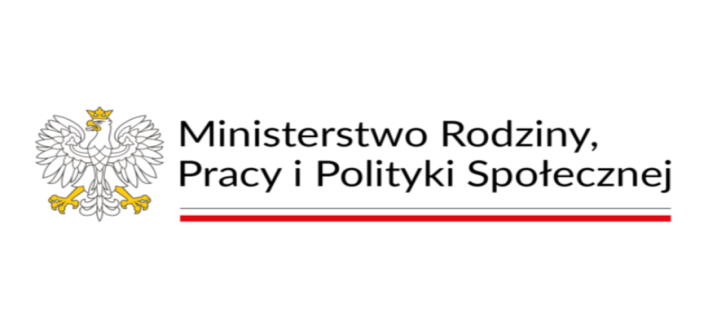 Ministerstwo Rodziny,
Pracy i Polityki Społecznej